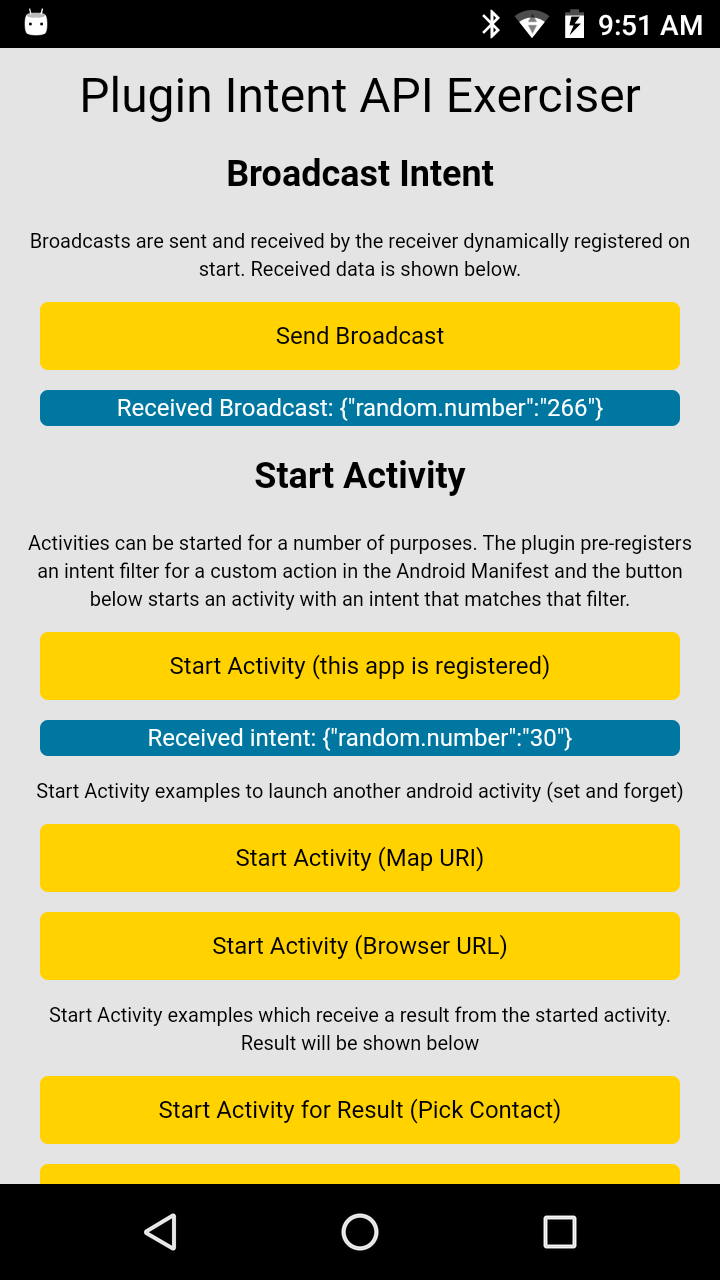 9:51 AM
Plugin Intent API Exerciser
Broadcast Intent
Broadcasts are sent and received by the receiver dynamically registered on
start. Received data is shown below.
Send Broadcast
Received Broadcast: {"random.number":"266"}
Start Activity
Activities can be started for a number of purposes. The plugin pre-registers
an intent filter for a custom action in the Android Manifest and the button
below starts an activity with an intent that matches that filter.
Start Activity (this app is registered)
Received intent: {"random.number":"30"}
Start Activity examples to launch another android activity (set and forget)
Start Activity (Map URI)
Start Activity (Browser URL)
Start Activity examples which receive a result from the started activity.
Result will be shown below
Start Activity for Result (Pick Contact)